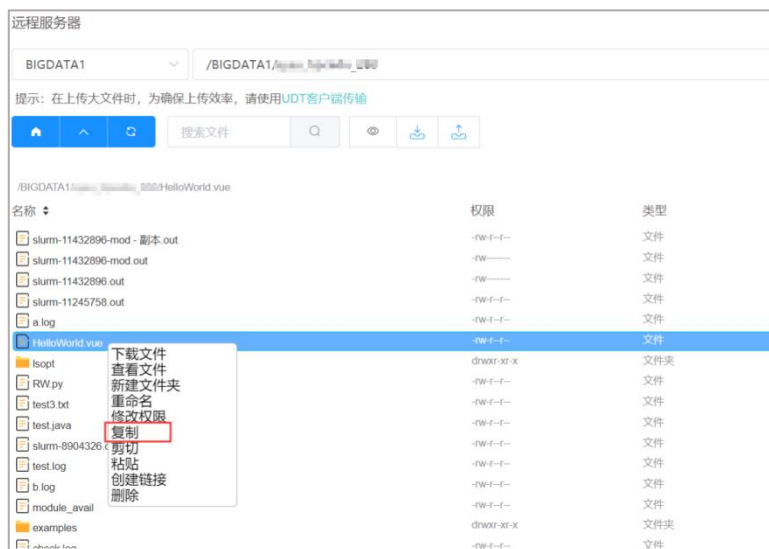 远程服务器
BIGDATA1 /BIGDATA1/
提示：在上传大文件时，为确保上传效率，请使用UDT客户端传输
搜索文件
/BIGDATA1/HelloWorld.vue
名称 权限 类型
slurm-11432896-mod - 副本.out -rw-r--r-- 文件
slurm-11432896-mod.out -rw------- 文件
slurm-11432896.out -rw------- 文件
slurm-11245758.out -rw-r--r-- 文件
a.log -rw-r--r-- 文件
HelloWorld.vue -rw-r--r-- 文件
下载文件
lsopt drwxr-xr-x 文件夹
查看文件
RW.py -rw-r--r-- 文件
新建文件夹
test3.txt -rw-r--r-- 文件
重命名
修改权限
test.java -rw-r--r-- 文件
复制
slurm-8904326. -rw-r--r-- 文件
剪切
test.log -rw-r--r-- 文件
粘贴
b.log -rw-r--r-- 文件
创建链接
删除
module_avail -rw-r--r-- 文件
examples drwxr-xr-x 文件夹
check.log -rw-r--r-- 文件